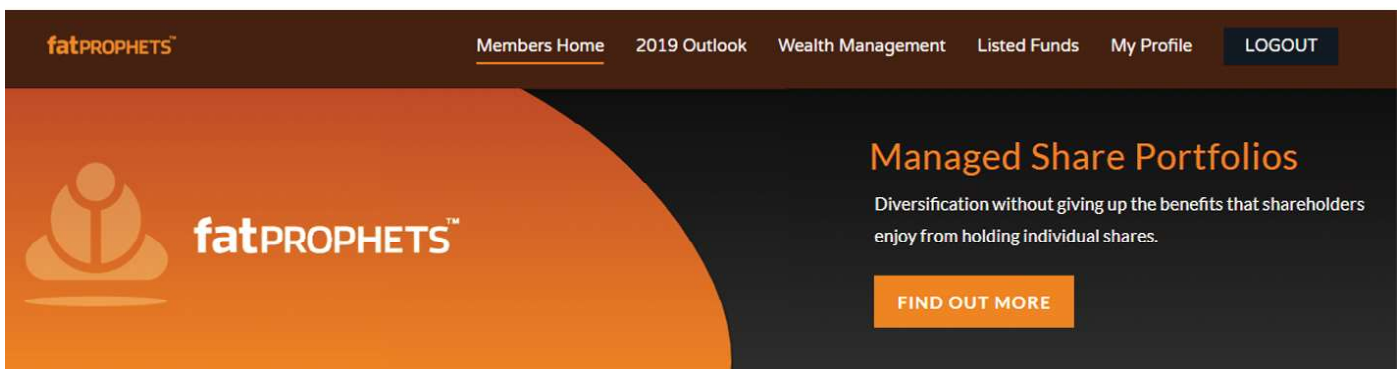 fatPROPHETS™
Members Home 2019 Outlook Wealth Management Listed Funds My Profile LOGOUT
fatPROPHETS™
Managed Share Portfolios
Diversification without giving up the benefits that shareholders
enjoy from holding individual shares.
FIND OUT MORE